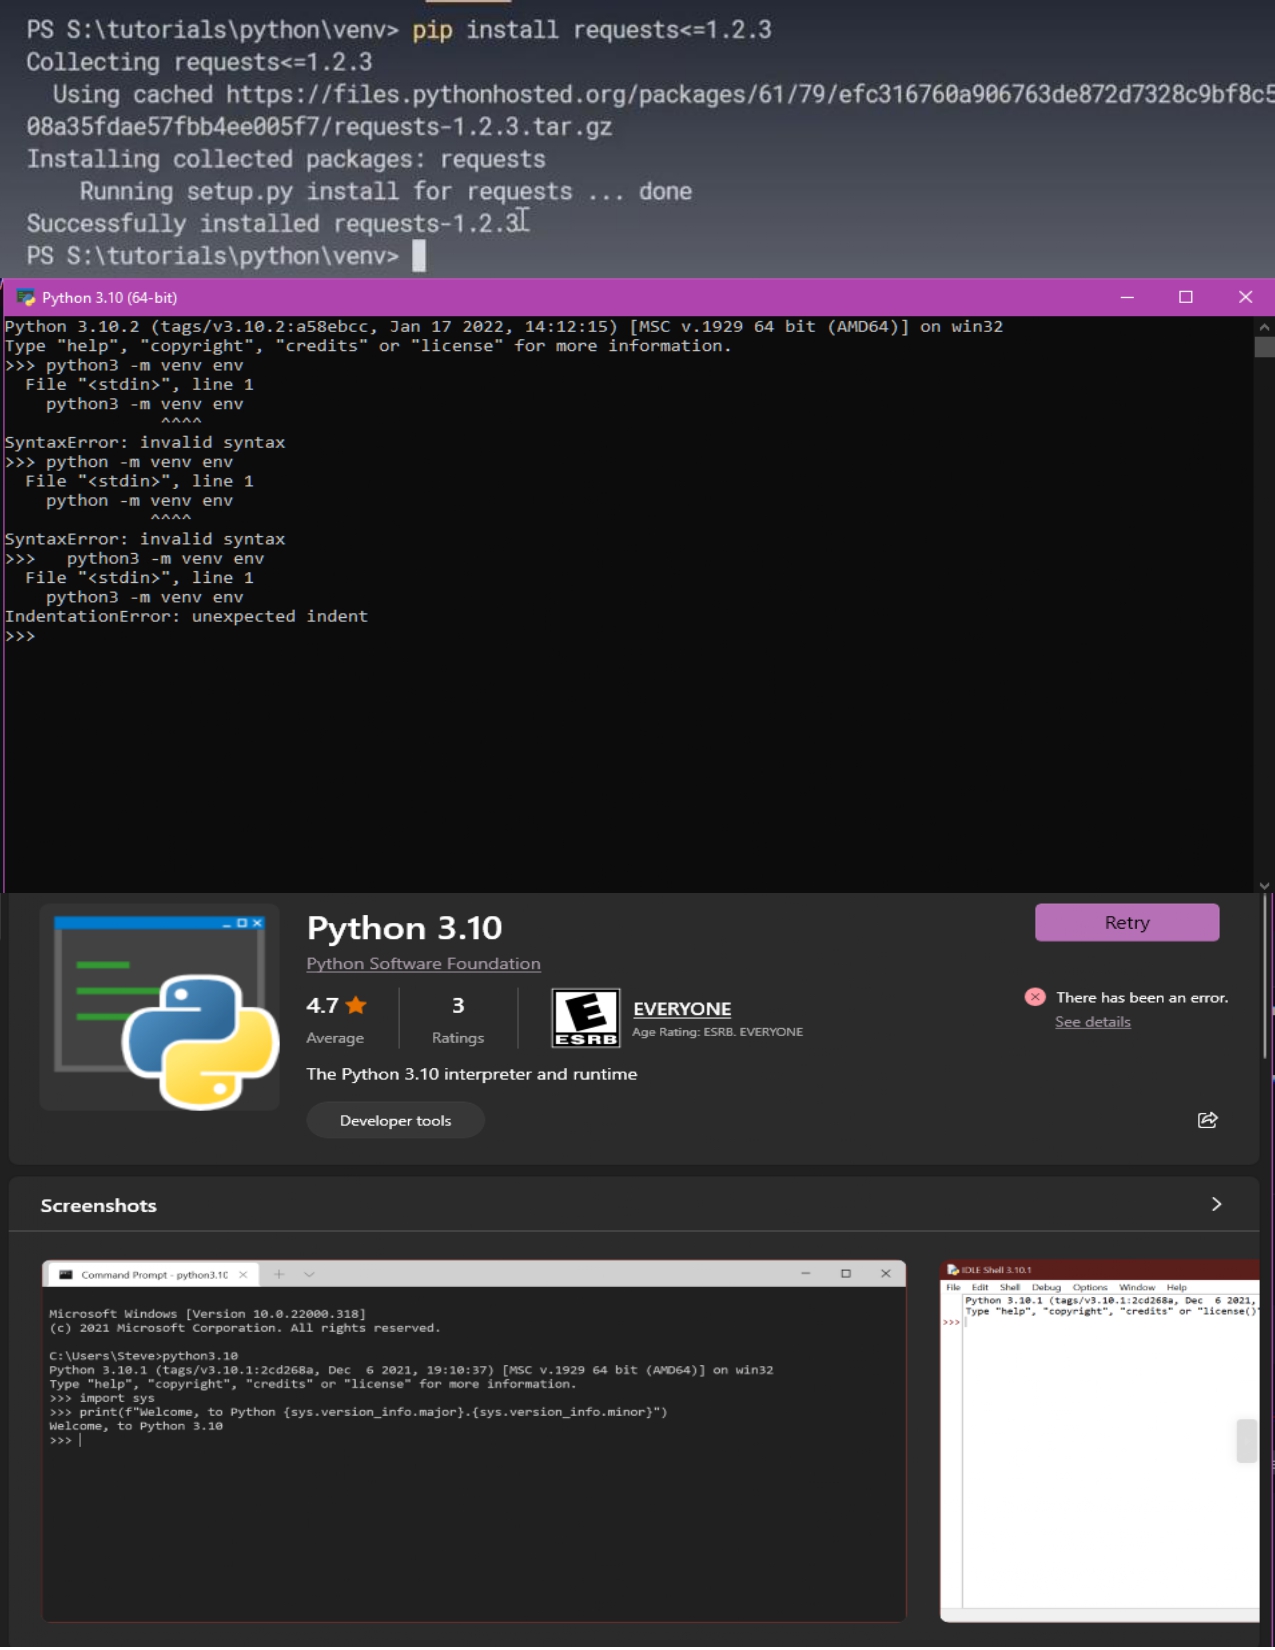 PS S:\tutorials\python\venv> pip install requests<=1.2.3
Collecting requests<=1.2.3
Using cached https://files.pythonhosted.org/packages/61/79/efc316760a906763de872d7328c9bf8c5
08a35fdae57fbb4ee005f7/requests-1.2.3.tar.gz
Installing collected packages: requests
Running setup.py install for requests ... done
Successfully installed requests-1.2.3
PS S:\tutorials\python\venv>
Python 3.10 (64-bit)
Python 3.10.2 (tags/v3.10.2:a58ebcc, Jan 17 2022, 14:12:15) [MSC v.1929 64 bit (AMD64)] on win32
Type "help", "copyright", "credits" or "license" for more information.
>>> python3 -m venv env
File "<stdin>", line 1
python3 -m venv env
^^^^
SyntaxError: invalid syntax
>>> python -m venv env
File "<stdin>", line 1
python -m venv env
^^^^
SyntaxError: invalid syntax
>>>   python3 -m venv env
File "<stdin>", line 1
python3 -m venv env
IndentationError: unexpected indent
>>>
Python 3.10
Retry
Python Software Foundation
4.7
Average
3
Ratings
E
ESRB
EVERYONE
Age Rating: ESRB. EVERYONE
There has been an error.
See details
The Python 3.10 interpreter and runtime
Developer tools
Screenshots
Command Prompt - python3.10
Microsoft Windows [Version 10.0.22000.318]
(c) 2021 Microsoft Corporation. All rights reserved.
C:\Users\Steve>python3.10
Python 3.10.1 (tags/v3.10.1:2cd268a, Dec  6 2021, 19:10:37) [MSC v.1929 64 bit (AMD64)] on win32
Type "help", "copyright", "credits" or "license" for more information.
>>> import sys
>>> print(f"Welcome, to Python {sys.version_info.major}.{sys.version_info.minor}")
Welcome, to Python 3.10
>>>
IDLE Shell 3.10.1
File Edit Shell Debug Options Window Help
Python 3.10.1 (tags/v3.10.1:2cd268a, Dec  6 2021,
Type "help", "copyright", "credits" or "license()"
>>>